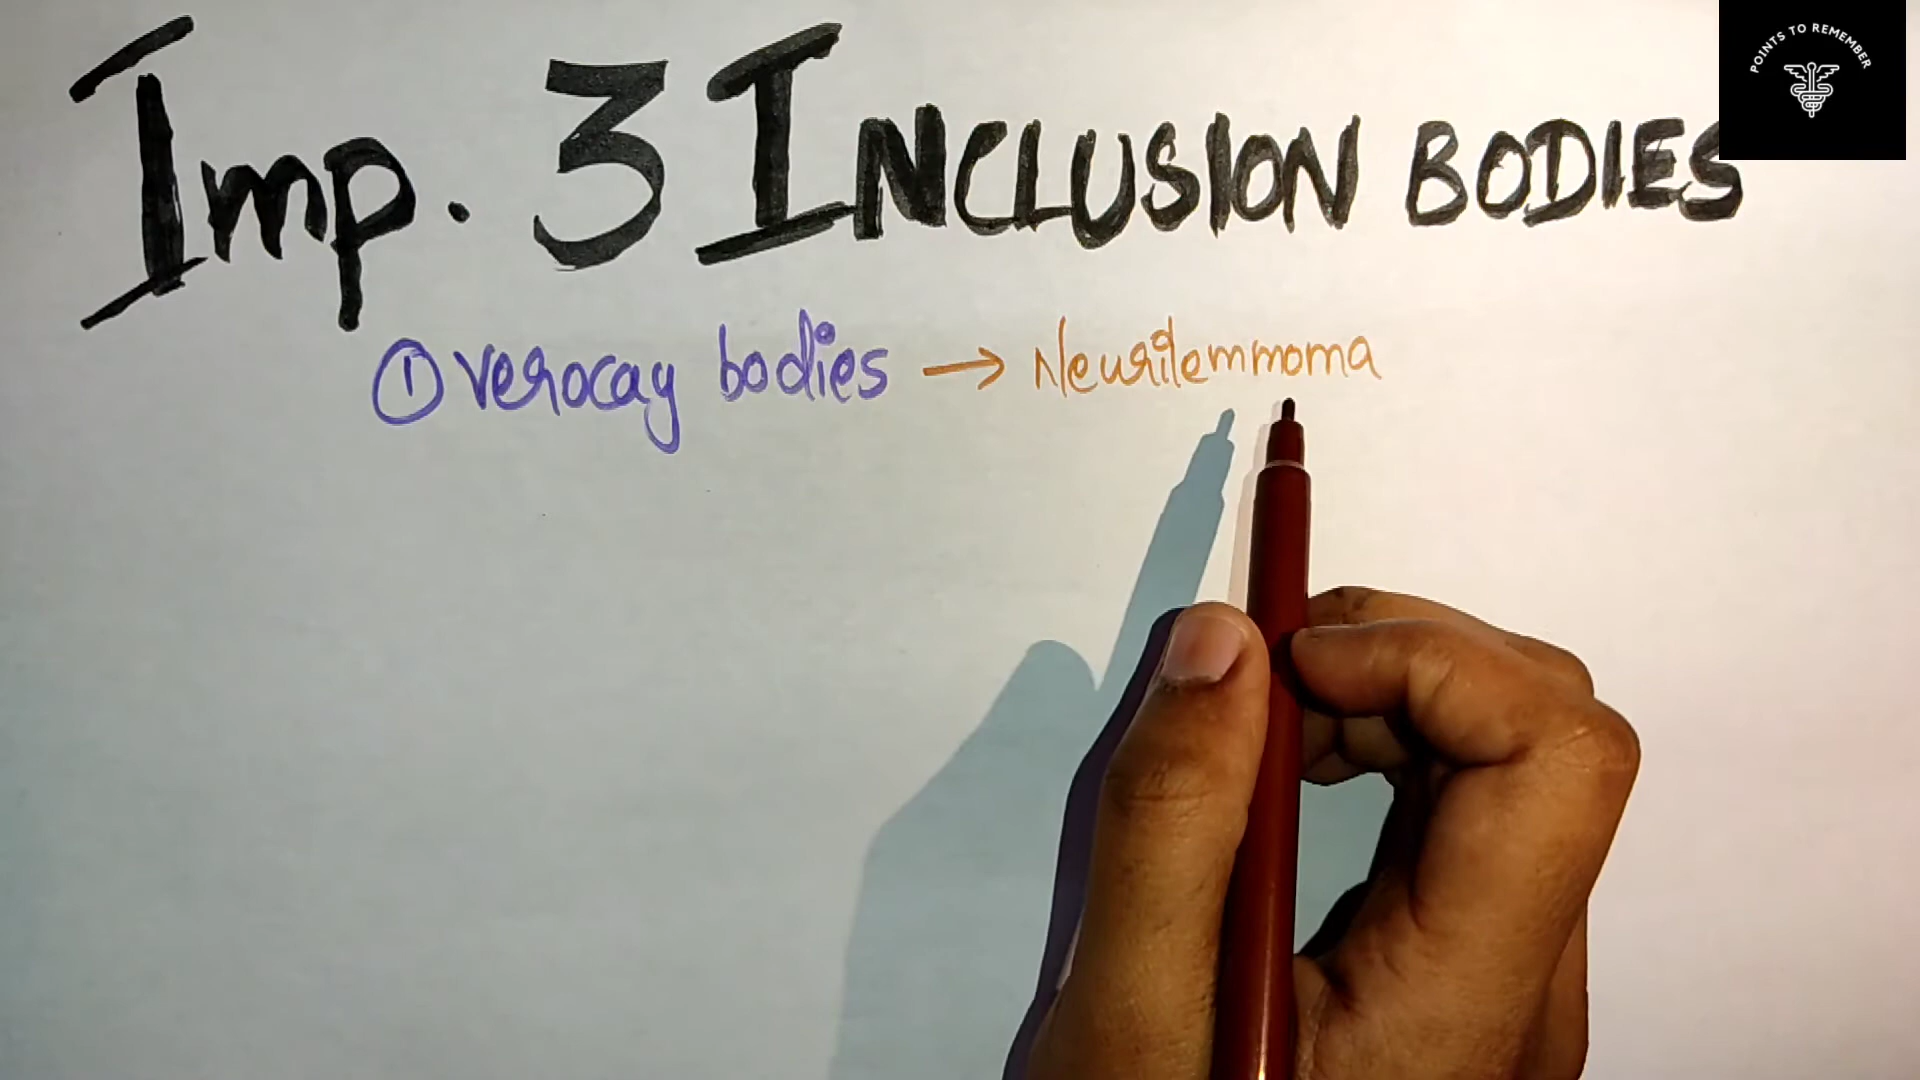 POINTS TO REMEMBER
Imp. 3 INCLUSION BODIES
① verocay bodies → Neurilemmoma